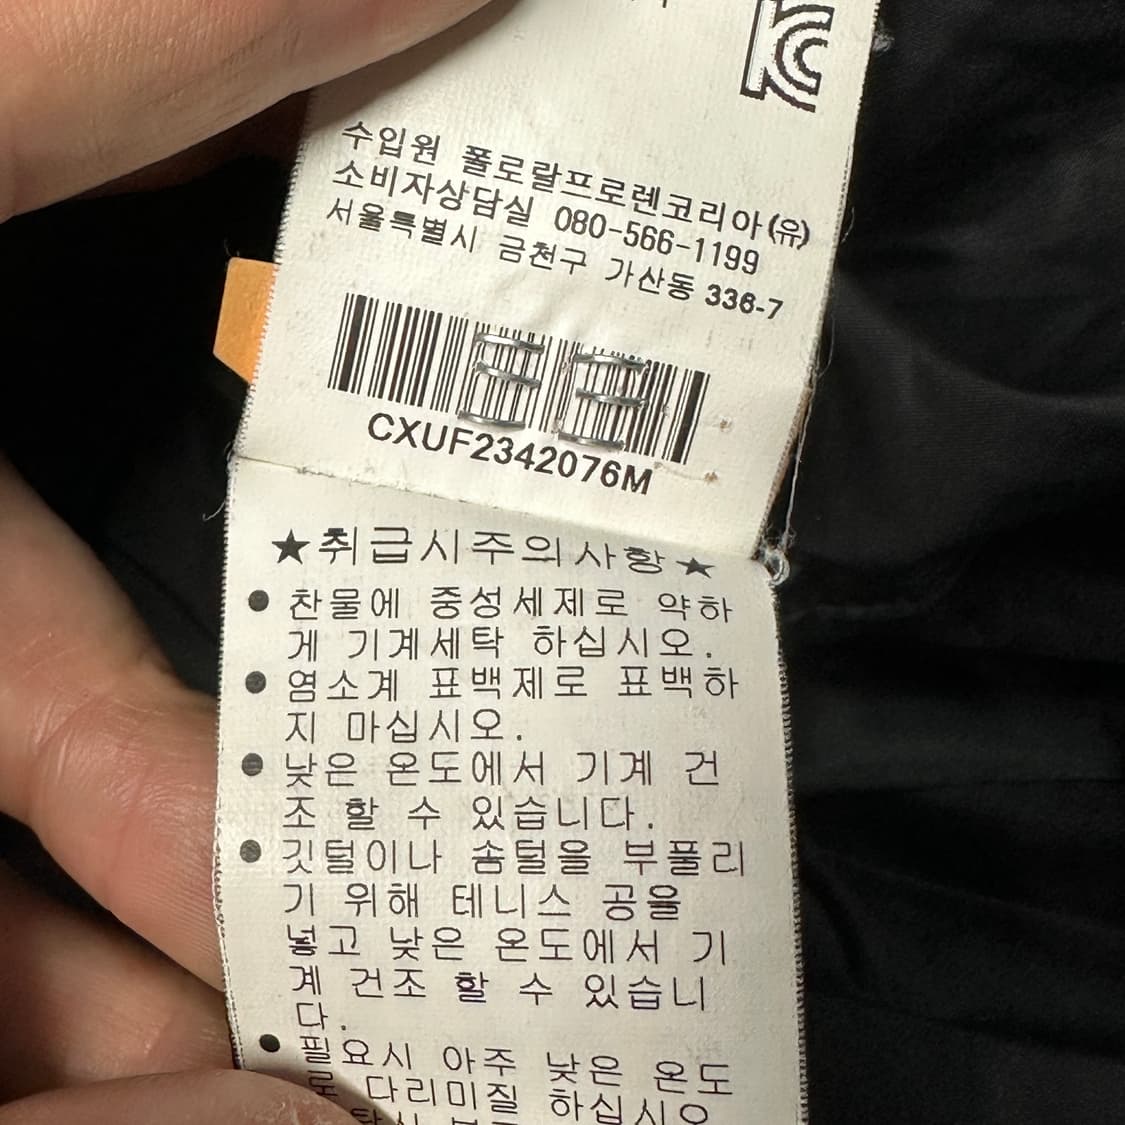 KC
수입원 폴로랄프로렌코리아(유)
소비자상담실 080-566-1199
서울특별시 금천구 가산동 336-7
CXUF2342076M
★취급시주의사항★
● 찬물에 중성세제로 약하
게 기계세탁 하십시오.
● 염소계 표백제로 표백하
지 마십시오.
● 낮은 온도에서 기계 건
조 할 수 있습니다.
● 깃털이나 솜털을 부풀리
기 위해 테니스 공을
넣고 낮은 온도에서 기
계 건조 할 수 있습니
다.
● 필요시 아주 낮은 온도
로 다리미질 하십시오